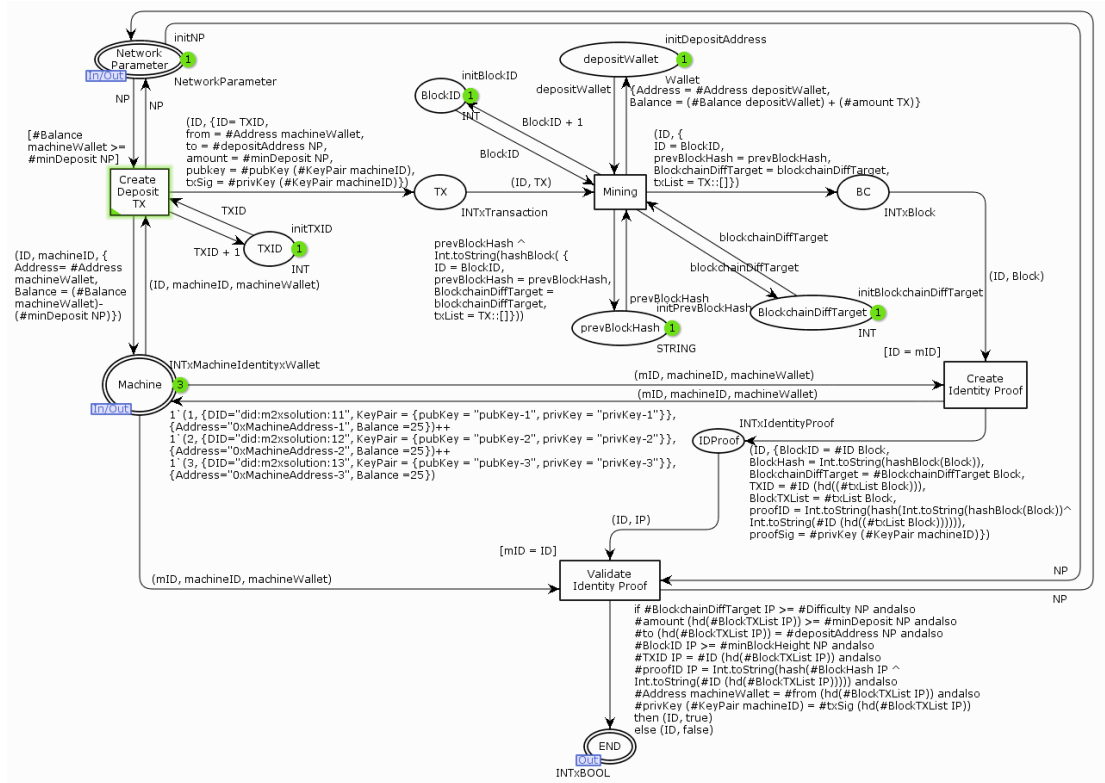 initNP
Network
Parameter
1
In/Out
NetworkParameter
NP
NP
[#Balance
machineWallet >=
#minDeposit NP]
(ID, {ID= TXID,
from = #Address machineWallet,
to = #depositAddress NP,
amount = #minDeposit NP,
pubkey = #pubKey (#KeyPair machineID),
txSig = #privKey (#KeyPair machineID)})
Create
Deposit
TX
TXID
TXID + 1
initTXID
TXID
1
INT
TX
INTxTransaction
(ID, TX)
initBlockID
BlockID
1
INT
BlockID + 1
BlockID
initDepositAddress
depositWallet
1
Wallet
depositWallet
{Address = #Address depositWallet,
Balance = (#Balance depositWallet) + (#amount TX)}
Mining
(ID, {
ID = BlockID,
prevBlockHash = prevBlockHash,
BlockchainDiffTarget = blockchainDiffTarget,
txList = TX::[]})
BC
INTxBlock
(ID, Block)
prevBlockHash ^
Int.toString(hashBlock( {
ID = BlockID,
prevBlockHash = prevBlockHash,
BlockchainDiffTarget =
blockchainDiffTarget,
txList = TX::[]}))
prevBlockHash
initPrevBlockHash
prevBlockHash
1
STRING
blockchainDiffTarget
blockchainDiffTarget
initBlockchainDiffTarget
BlockchainDiffTarget
1
INT
(ID, machineID, {
Address= #Address
machineWallet,
Balance = (#Balance
machineWallet)-
(#minDeposit NP)})
(ID, machineID, machineWallet)
INTxMachineIdentityxWallet
Machine
3
In/Out
(mID, machineID, machineWallet)
(mID, machineID, machineWallet)
[ID = mID]
Create
Identity Proof
1`(1, {DID="did:m2xsolution:11", KeyPair = {pubKey = "pubKey-1", privKey = "privKey-1"}},
{Address="0xMachineAddress-1", Balance =25})++
1`(2, {DID="did:m2xsolution:12", KeyPair = {pubKey = "pubKey-2", privKey = "privKey-2"}},
{Address="0xMachineAddress-2", Balance =25})++
1`(3, {DID="did:m2xsolution:13", KeyPair = {pubKey = "pubKey-3", privKey = "privKey-3"}},
{Address="0xMachineAddress-3", Balance =25})
INTxIdentityProof
IDProof
(ID, {BlockID = #ID Block,
BlockHash = Int.toString(hashBlock(Block)),
BlockchainDiffTarget = #BlockchainDiffTarget Block,
TXID = #ID (hd((#txList Block))),
BlockTXList = #txList Block,
proofID = Int.toString(hash(Int.toString(hashBlock(Block))^
Int.toString(#ID (hd((#txList Block)))))),
proofSig = #privKey (#KeyPair machineID)})
(ID, IP)
[mID = ID]
Validate
Identity Proof
(mID, machineID, machineWallet)
NP
NP
if #BlockchainDiffTarget IP >= #Difficulty NP andalso
#amount (hd(#BlockTXList IP)) >= #minDeposit NP andalso
#to (hd(#BlockTXList IP)) = #depositAddress NP andalso
#BlockID IP >= #minBlockHeight NP andalso
#TXID IP = #ID (hd(#BlockTXList IP)) andalso
#proofID IP = Int.toString(hash(#BlockHash IP ^
Int.toString(#ID (hd(#BlockTXList IP))))) andalso
#Address machineWallet = #from (hd(#BlockTXList IP)) andalso
#privKey (#KeyPair machineID) = #txSig (hd(#BlockTXList IP))
then (ID, true)
else (ID, false)
END
Out
INTxBOOL